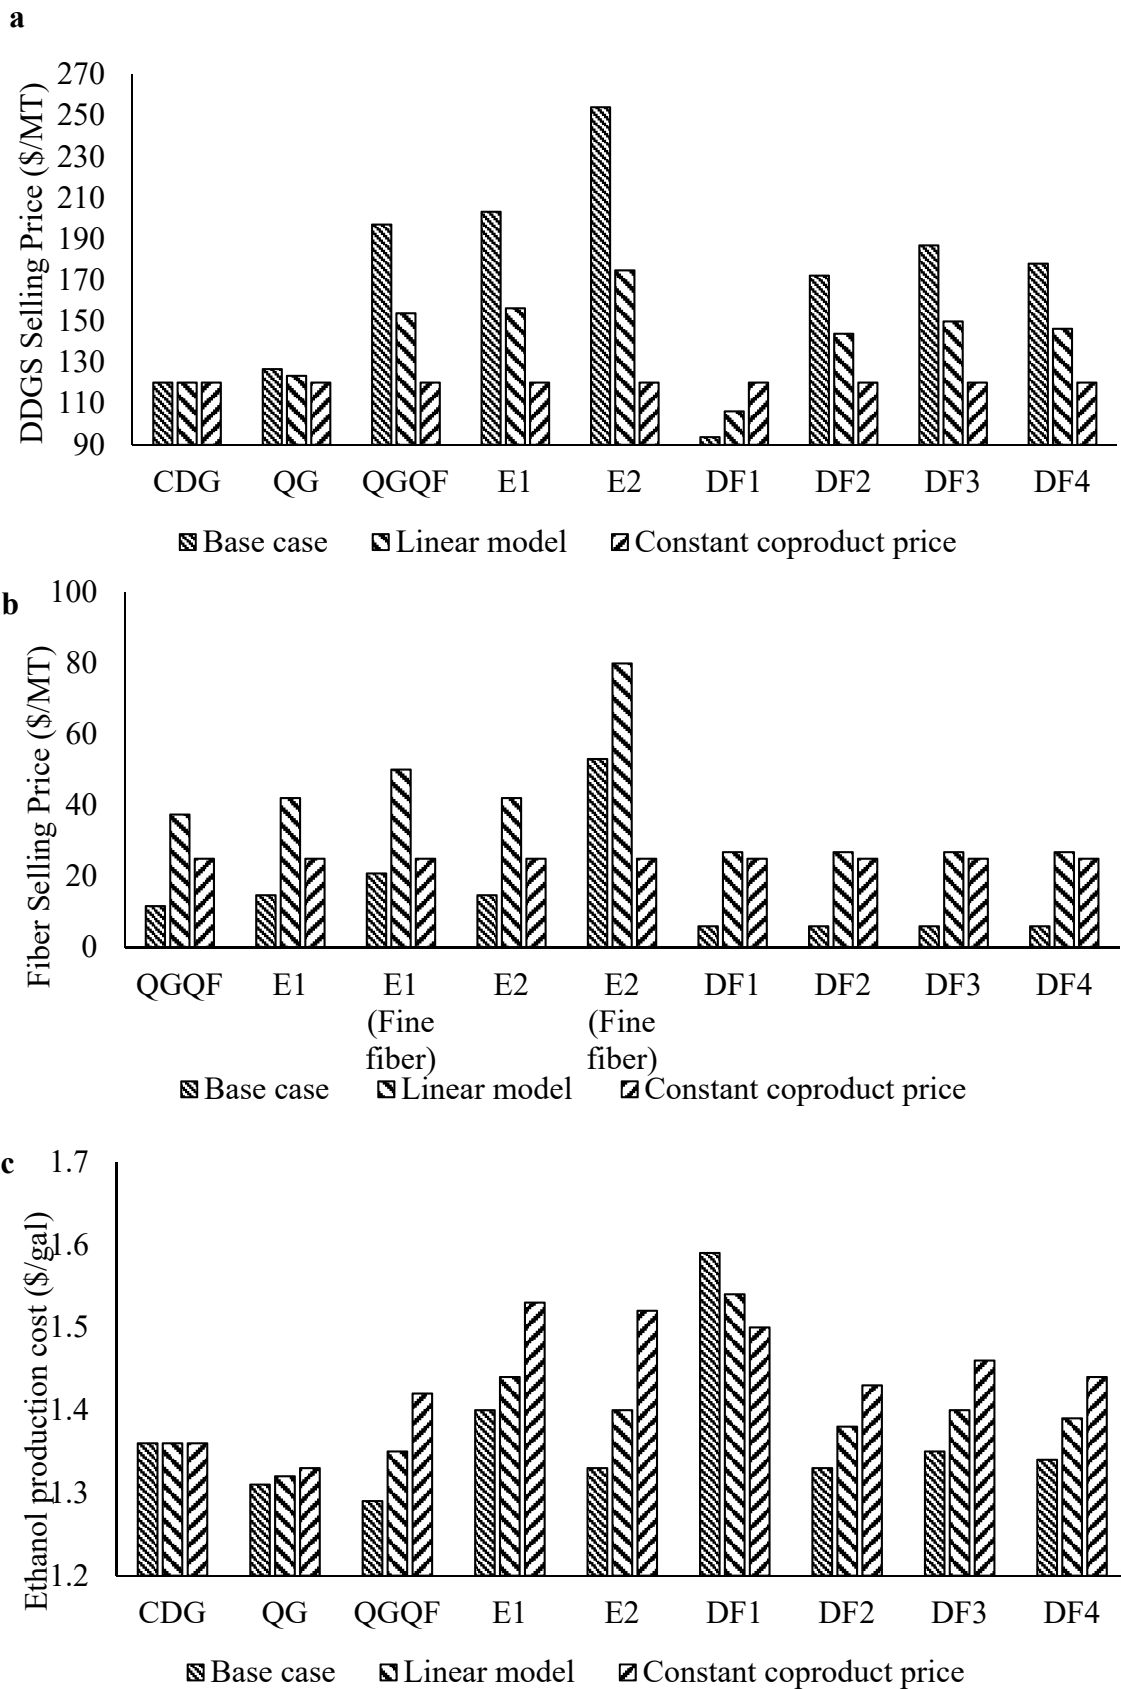 a
DDGS Selling Price ($/MT)
270
250
230
210
190
170
150
130
110
90
CDG QG QGQF E1 E2 DF1 DF2 DF3 DF4
Base case Linear model Constant coproduct price
b
Fiber Selling Price ($/MT)
100
80
60
40
20
0
QGQF E1 E1 E2 E2 DF1 DF2 DF3 DF4
(Fine (Fine
fiber) fiber)
Base case Linear model Constant coproduct price
c
Ethanol production cost ($/gal)
1.7
1.6
1.5
1.4
1.3
1.2
CDG QG QGQF E1 E2 DF1 DF2 DF3 DF4
Base case Linear model Constant coproduct price